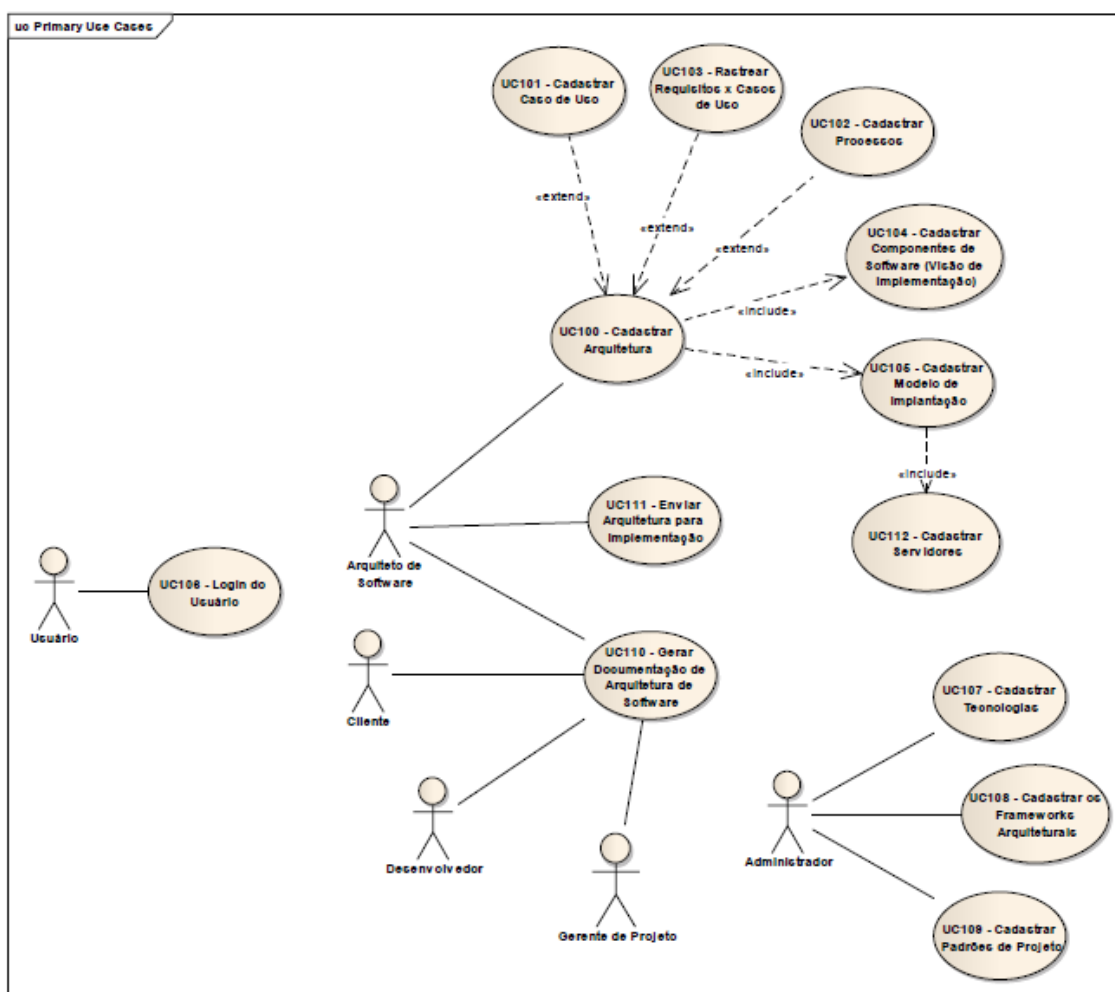 uc Primary Use Cases
UC101 - Cadastrar
Caso de Uso
UC103 - Rastrear
Requisitos x Casos
de Uso
UC102 - Cadastrar
Processos
«extend»
«extend»
«extend»
UC104 - Cadastrar
Componentes de
Software (Visão de
Implementação)
UC100 - Cadastrar
Arquitetura
«include»
«include»
UC105 - Cadastrar
Modelo de
Implantação
«include»
UC112 - Cadastrar
Servidores
UC111 - Enviar
Arquitetura para
Implementação
Arquiteto de
Software
UC106 - Login do
Usuário
Usuário
UC110 - Gerar
Documentação de
Arquitetura de
Software
Cliente
UC107 - Cadastrar
Tecnologias
UC108 - Cadastrar os
Frameworks
Arquiteturais
Administrador
Desenvolvedor
Gerente de Projeto
UC109 - Cadastrar
Padrões de Projeto